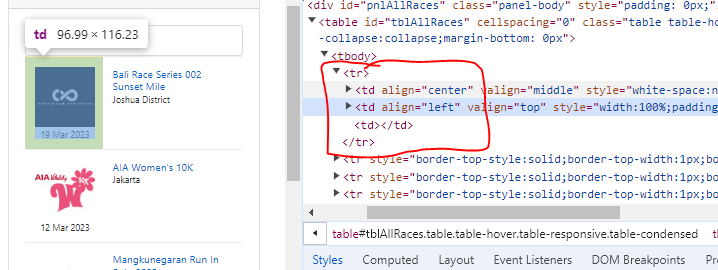 <div id="pnlAllRaces" class="panel-body" style="padding: 0px;"
▼<table id="tblAllRaces" cellspacing="0" class="table table-ho
-collapse:collapse;margin-bottom: 0px">
▼<tbody>
▼<tr>
▶<td align="center" valign="middle" style="white-space:n
▶<td align="left" valign="top" style="width:100%;padding
<td></td>
</tr>
▶<tr style="border-top-style:solid;border-top-width:1px;bo
▶<tr style="border-top-style:solid;border-top-width:1px;bo
▶<tr style="border-top-style:solid;border-top-width:1px;bo
table#tblAllRaces.table.table-hover.table-responsive.table-condensed
Styles Computed Layout Event Listeners DOM Breakpoints
td 96.99 × 116.23
Bali Race Series 002
Sunset Mile
Joshua District
19 Mar 2023
AIA Women's 10K
Jakarta
AIA Vitality
12 Mar 2023
Mangkunegaran Run In